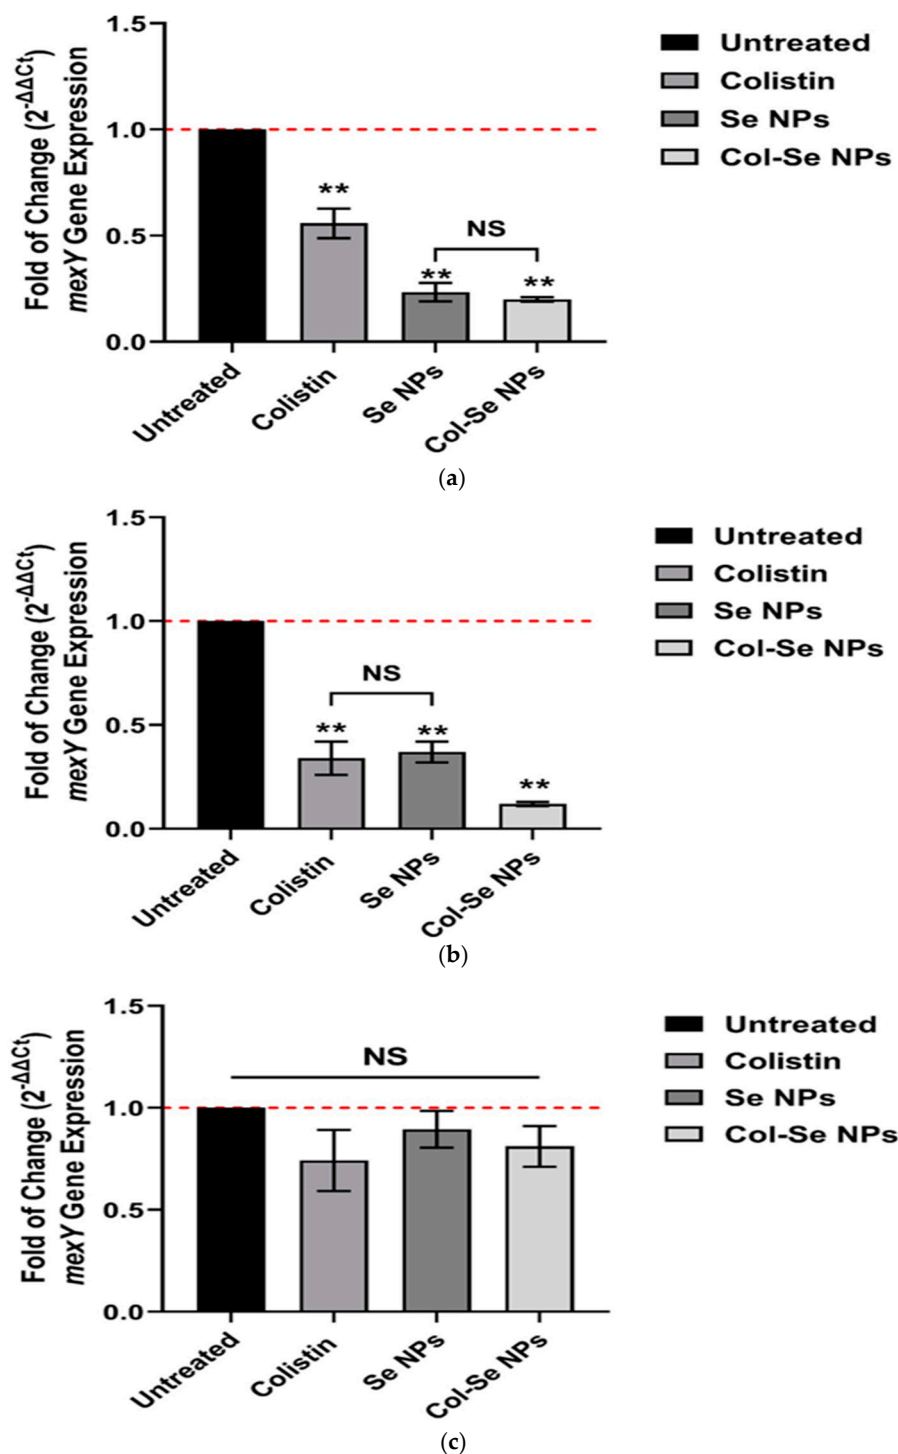 Fold of Change (2^-ΔΔCt)
mexY Gene Expression
1.5
1.0
0.5
0.0
**
**
NS
**
Untreated
Colistin
Se NPs
Col-Se NPs
Untreated
Colistin
Se NPs
Col-Se NPs
(a)
Fold of Change (2^-ΔΔCt)
mexY Gene Expression
1.5
1.0
0.5
0.0
NS
**
**
**
Untreated
Colistin
Se NPs
Col-Se NPs
Untreated
Colistin
Se NPs
Col-Se NPs
(b)
Fold of Change (2^-ΔΔCt)
mexY Gene Expression
1.5
1.0
0.5
0.0
NS
Untreated
Colistin
Se NPs
Col-Se NPs
Untreated
Colistin
Se NPs
Col-Se NPs
(c)